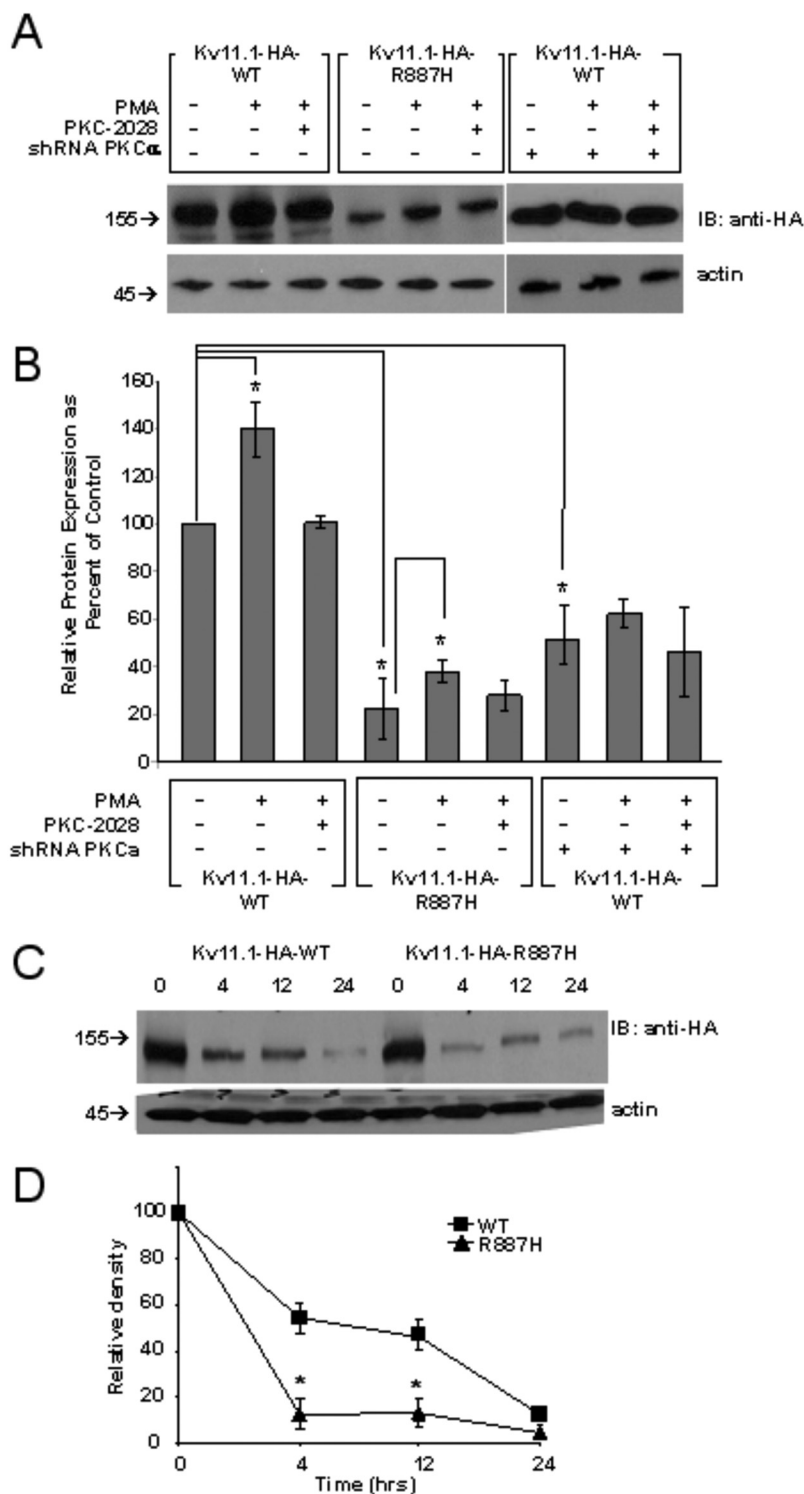 A
Kv11.1-HA- Kv11.1-HA- Kv11.1-HA-
WT R887H WT
PMA - + + - + + - + +
PKC-2028 - - + - - + - - +
shRNA PKCα - - - - - - + + +
155→ IB: anti-HA
45→ actin
B
Relative Protein Expression as
Percent of Control
160
140
120
100
80
60
40
20
0
* * * *
PMA - + + - + + - + +
PKC-2028 - - + - - + - - +
shRNA PKCa - - - - - - + + +
Kv11.1-HA- Kv11.1-HA- Kv11.1-HA-
WT R887H WT
C
Kv11.1-HA-WT Kv11.1-HA-R887H
0 4 12 24 0 4 12 24
155→ IB: anti-HA
45→ actin
D
Relative density
100
80
60
40
20
0
WT
R887H
* *
0 4 12 24
Time (hrs)